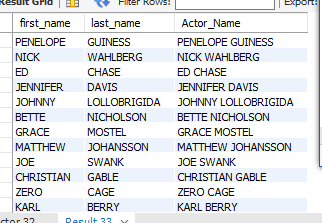 Result Grid Filter Rows: Export:
first_name last_name Actor_Name
PENELOPE GUINESS PENELOPE GUINESS
NICK WAHLBERG NICK WAHLBERG
ED CHASE ED CHASE
JENNIFER DAVIS JENNIFER DAVIS
JOHNNY LOLLOBRIGIDA JOHNNY LOLLOBRIGIDA
BETTE NICHOLSON BETTE NICHOLSON
GRACE MOSTEL GRACE MOSTEL
MATTHEW JOHANSSON MATTHEW JOHANSSON
JOE SWANK JOE SWANK
CHRISTIAN GABLE CHRISTIAN GABLE
ZERO CAGE ZERO CAGE
KARL BERRY KARL BERRY
ctor 32 Result 33